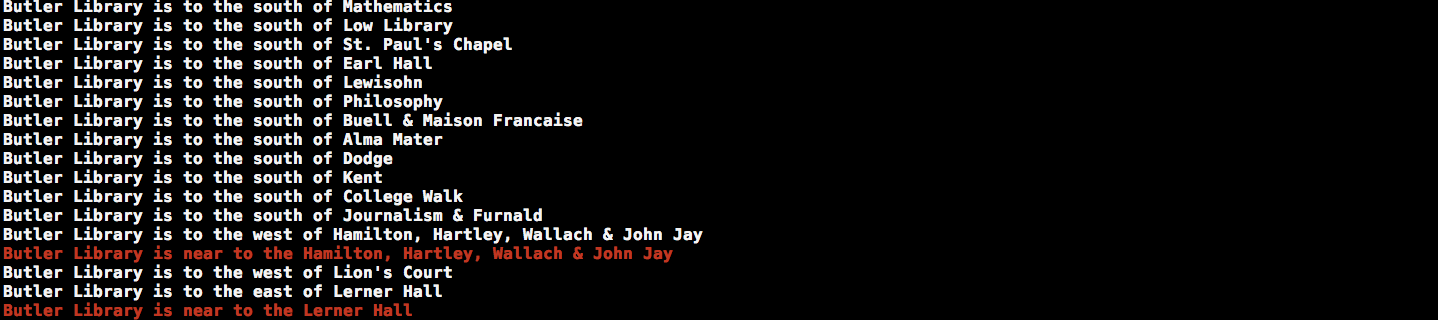 Butler Library is to the south of Mathematics
Butler Library is to the south of Low Library
Butler Library is to the south of St. Paul's Chapel
Butler Library is to the south of Earl Hall
Butler Library is to the south of Lewisohn
Butler Library is to the south of Philosophy
Butler Library is to the south of Buell & Maison Francaise
Butler Library is to the south of Alma Mater
Butler Library is to the south of Dodge
Butler Library is to the south of Kent
Butler Library is to the south of College Walk
Butler Library is to the south of Journalism & Furnald
Butler Library is to the west of Hamilton, Hartley, Wallach & John Jay
Butler Library is near to the Hamilton, Hartley, Wallach & John Jay
Butler Library is to the west of Lion's Court
Butler Library is to the east of Lerner Hall
Butler Library is near to the Lerner Hall